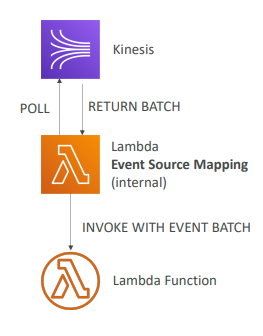 Kinesis
POLL
RETURN BATCH
Lambda
Event Source Mapping
(internal)
INVOKE WITH EVENT BATCH
Lambda Function